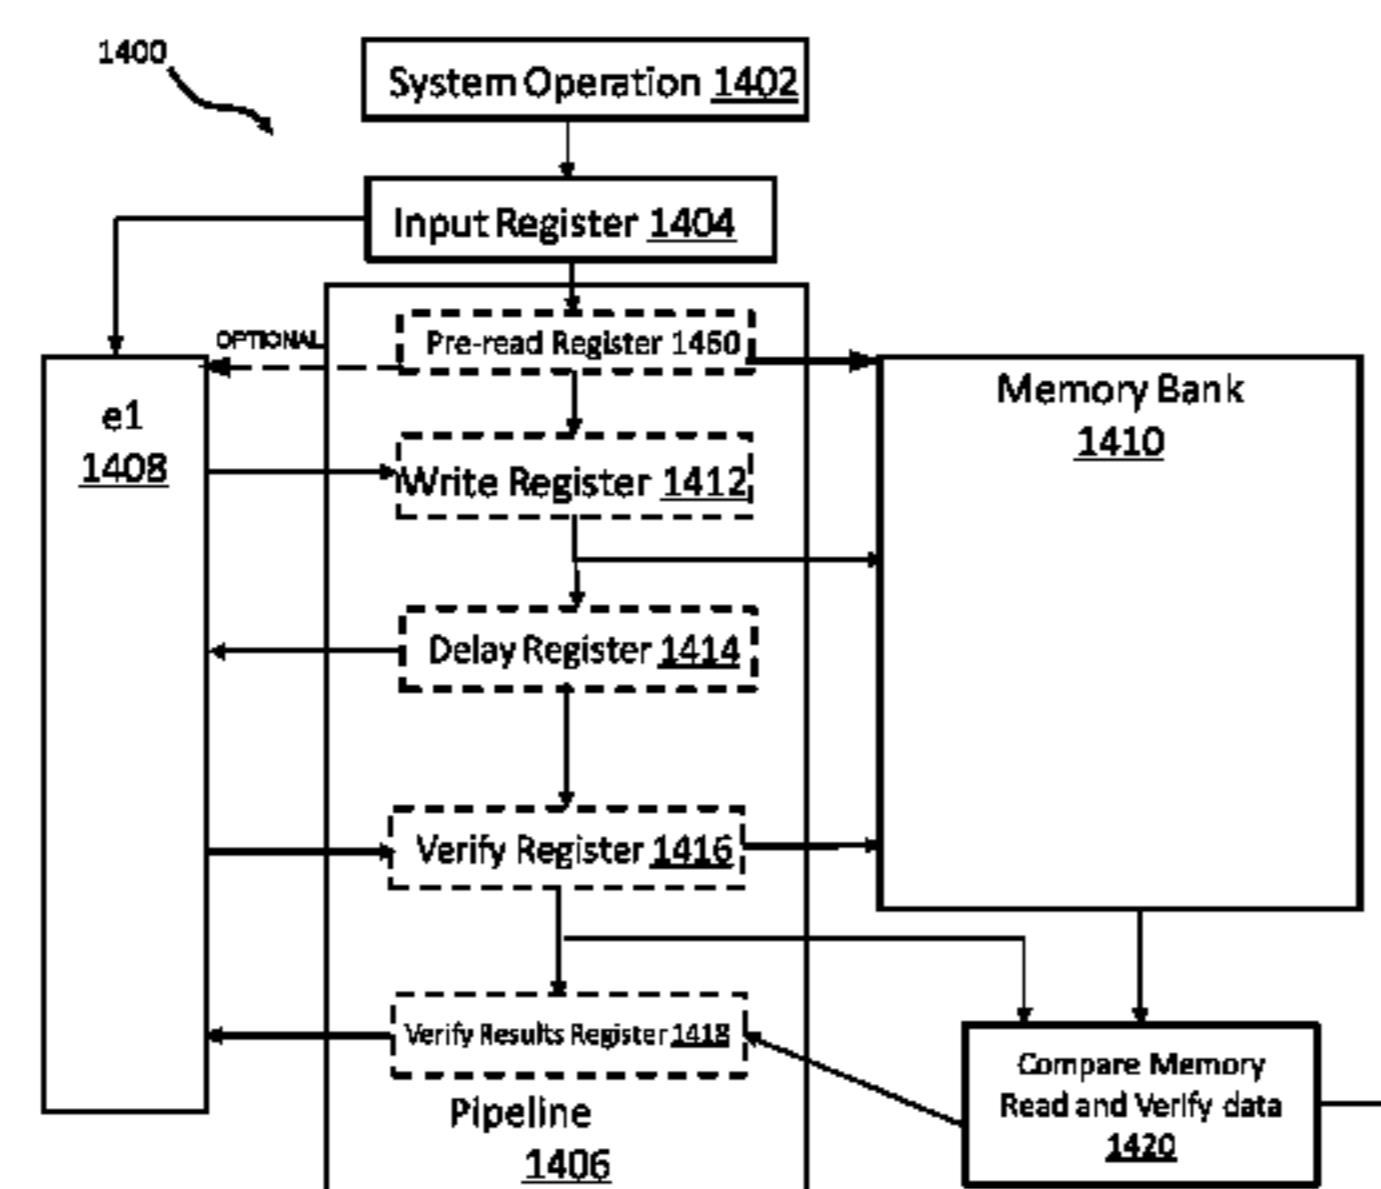 1400
System Operation 1402
Input Register 1404
OPTIONAL
Pre-read Register 1460
Memory Bank
1410
e1
1408
Write Register 1412
Delay Register 1414
Verify Register 1416
Verify Results Register 1418
Compare Memory
Read and Verify data
1420
Pipeline
1406